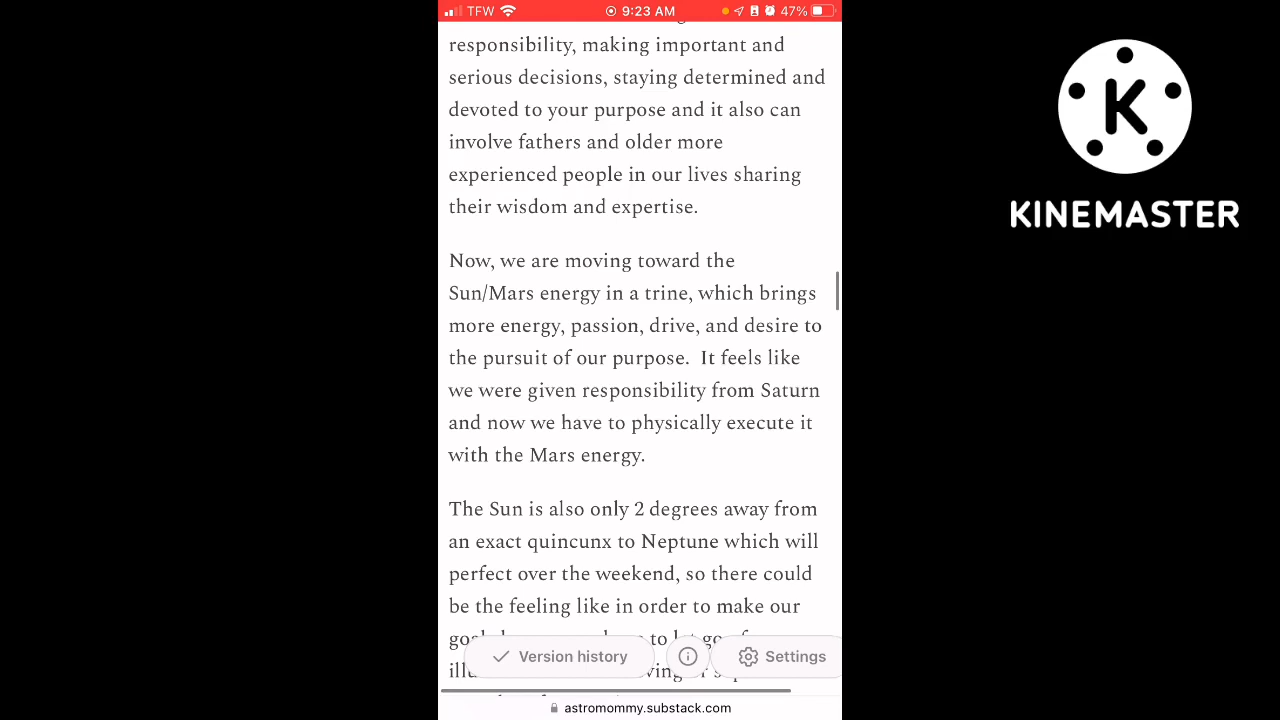 TFW 9:23 AM 47%
responsibility, making important and
serious decisions, staying determined and
devoted to your purpose and it also can
involve fathers and older more
experienced people in our lives sharing
their wisdom and expertise.
Now, we are moving toward the
Sun/Mars energy in a trine, which brings
more energy, passion, drive, and desire to
the pursuit of our purpose.  It feels like
we were given responsibility from Saturn
and now we have to physically execute it
with the Mars energy.
The Sun is also only 2 degrees away from
an exact quincunx to Neptune which will
perfect over the weekend, so there could
be the feeling like in order to make our
to let go
Version history
Settings
astromommy.substack.com
K
KINEMASTER